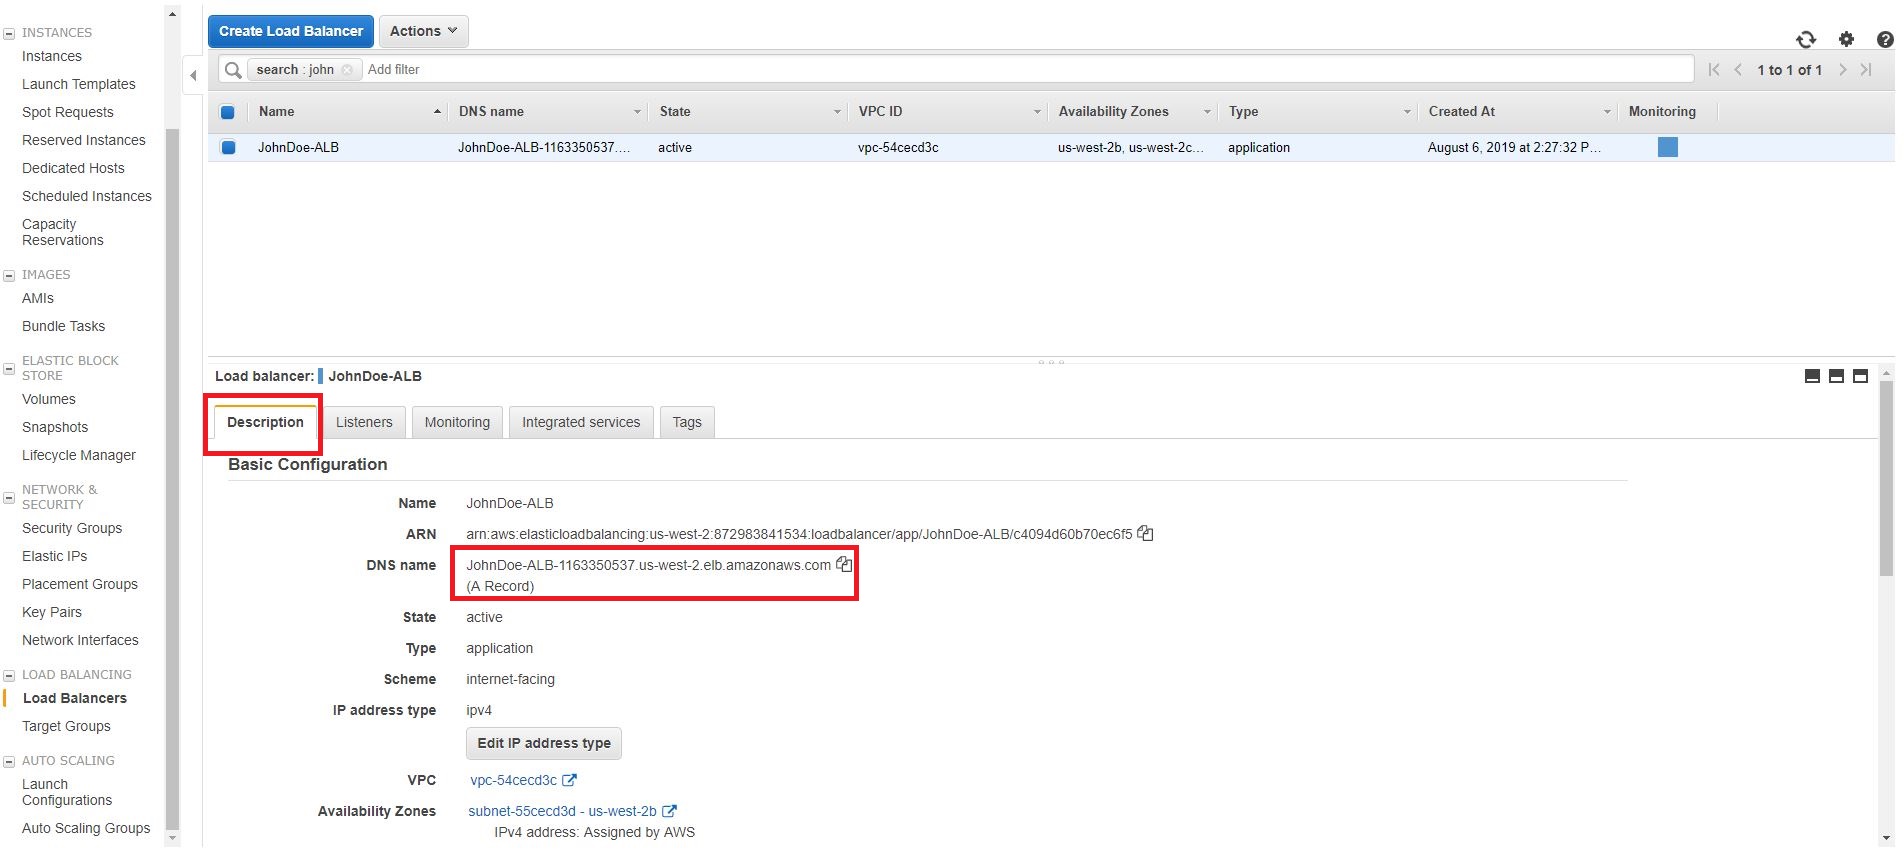 INSTANCES
Instances
Launch Templates
Spot Requests
Reserved Instances
Dedicated Hosts
Scheduled Instances
Capacity
Reservations
IMAGES
AMIs
Bundle Tasks
ELASTIC BLOCK
STORE
Volumes
Snapshots
Lifecycle Manager
NETWORK &
SECURITY
Security Groups
Elastic IPs
Placement Groups
Key Pairs
Network Interfaces
LOAD BALANCING
Load Balancers
Target Groups
AUTO SCALING
Launch
Configurations
Auto Scaling Groups
Create Load Balancer Actions
search : john Add filter 1 to 1 of 1
Name DNS name State VPC ID Availability Zones Type Created At Monitoring
JohnDoe-ALB JohnDoe-ALB-1163350537.... active vpc-54cecd3c us-west-2b, us-west-2c... application August 6, 2019 at 2:27:32 P...
Load balancer: JohnDoe-ALB
Description Listeners Monitoring Integrated services Tags
Basic Configuration
Name JohnDoe-ALB
ARN arn:aws:elasticloadbalancing:us-west-2:872983841534:loadbalancer/app/JohnDoe-ALB/c4094d60b70ec6f5
DNS name JohnDoe-ALB-1163350537.us-west-2.elb.amazonaws.com
(A Record)
State active
Type application
Scheme internet-facing
IP address type ipv4
Edit IP address type
VPC vpc-54cecd3c
Availability Zones subnet-55cecd3d - us-west-2b
IPv4 address: Assigned by AWS